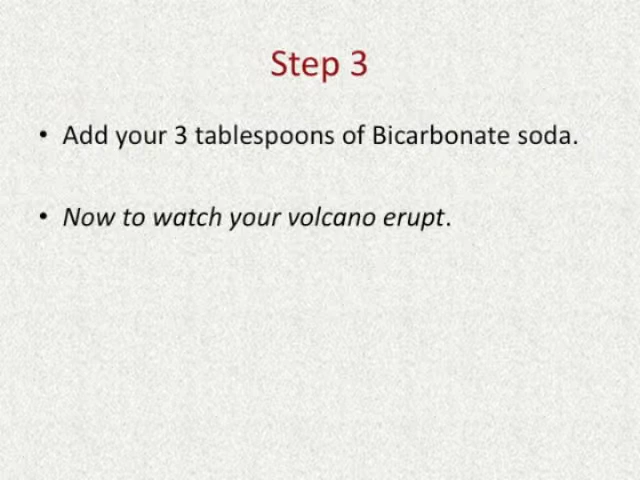 Step 3
• Add your 3 tablespoons of Bicarbonate soda.
• Now to watch your volcano erupt.